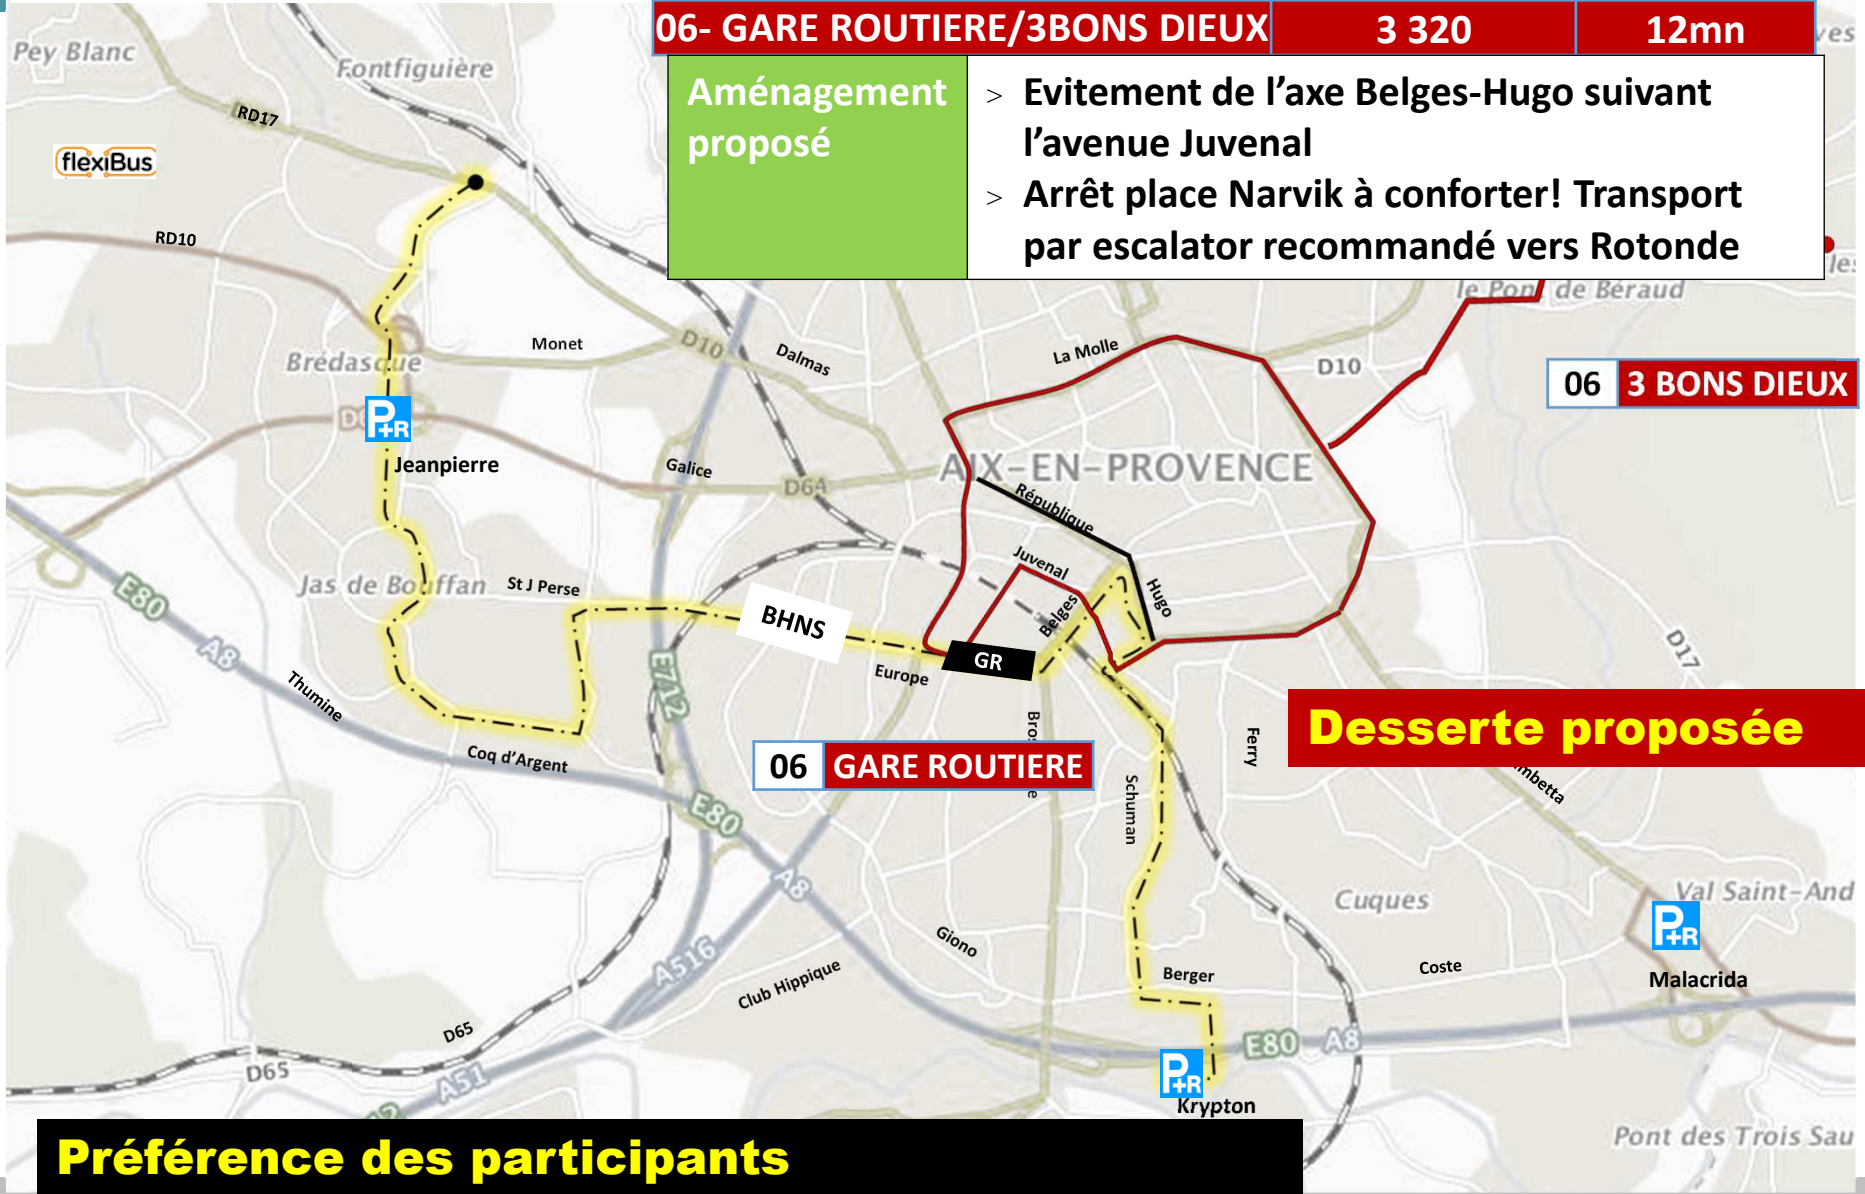 06- GARE ROUTIERE/3BONS DIEUX 3 320 12mn
Aménagement
proposé
> Evitement de l’axe Belges-Hugo suivant
l’avenue Juvenal
> Arrêt place Narvik à conforter! Transport
par escalator recommandé vers Rotonde
Pey Blanc
Fontfiguière
RD17
flexiBus
RD10
le Pont de Béraud
Monet
D10
Dalmas
La Molle
D10
Brédasque
06 3 BONS DIEUX
P+R
Jeanpierre
Galice
D64
AIX-EN-PROVENCE
République
Juvenal
Hugo
Belges
Jas de Bouffan
St J Perse
E80
BHNS
GR
Europe
A8
E712
D17
Thumine
Coq d’Argent
06 GARE ROUTIERE
Desserte proposée
Ferry
Schuman
mbetta
E80
A8
Cuques
Val Saint-And
P+R
Malacrida
Giono
A516
Club Hippique
Berger
Coste
D65
D65
A51
E80
A8
P+R
Krypton
Pont des Trois Sau
Préférence des participants